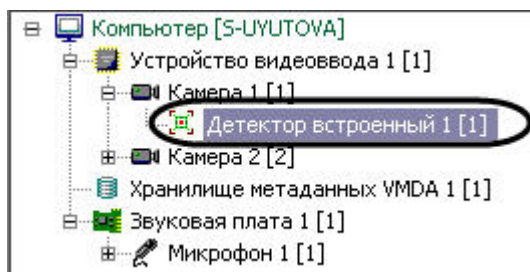 Компьютер [S-UYUTOVA]
Устройство видеоввода 1 [1]
Камера 1 [1]
Детектор встроенный 1 [1]
Камера 2 [2]
Хранилище метаданных VMDA 1 [1]
Звуковая плата 1 [1]
Микрофон 1 [1]